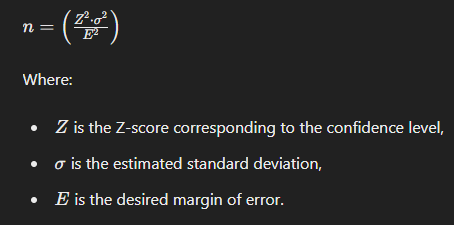 n = (Z²·σ² / E²)
Where:
• Z is the Z-score corresponding to the confidence level,
• σ is the estimated standard deviation,
• E is the desired margin of error.